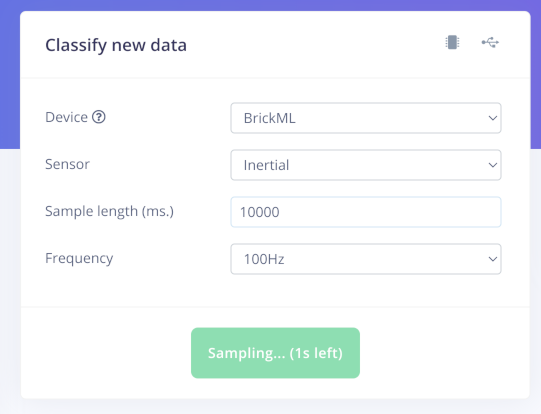 Classify new data
Device
BrickML
Sensor
Inertial
Sample length (ms.)
10000
Frequency
100Hz
Sampling... (1s left)